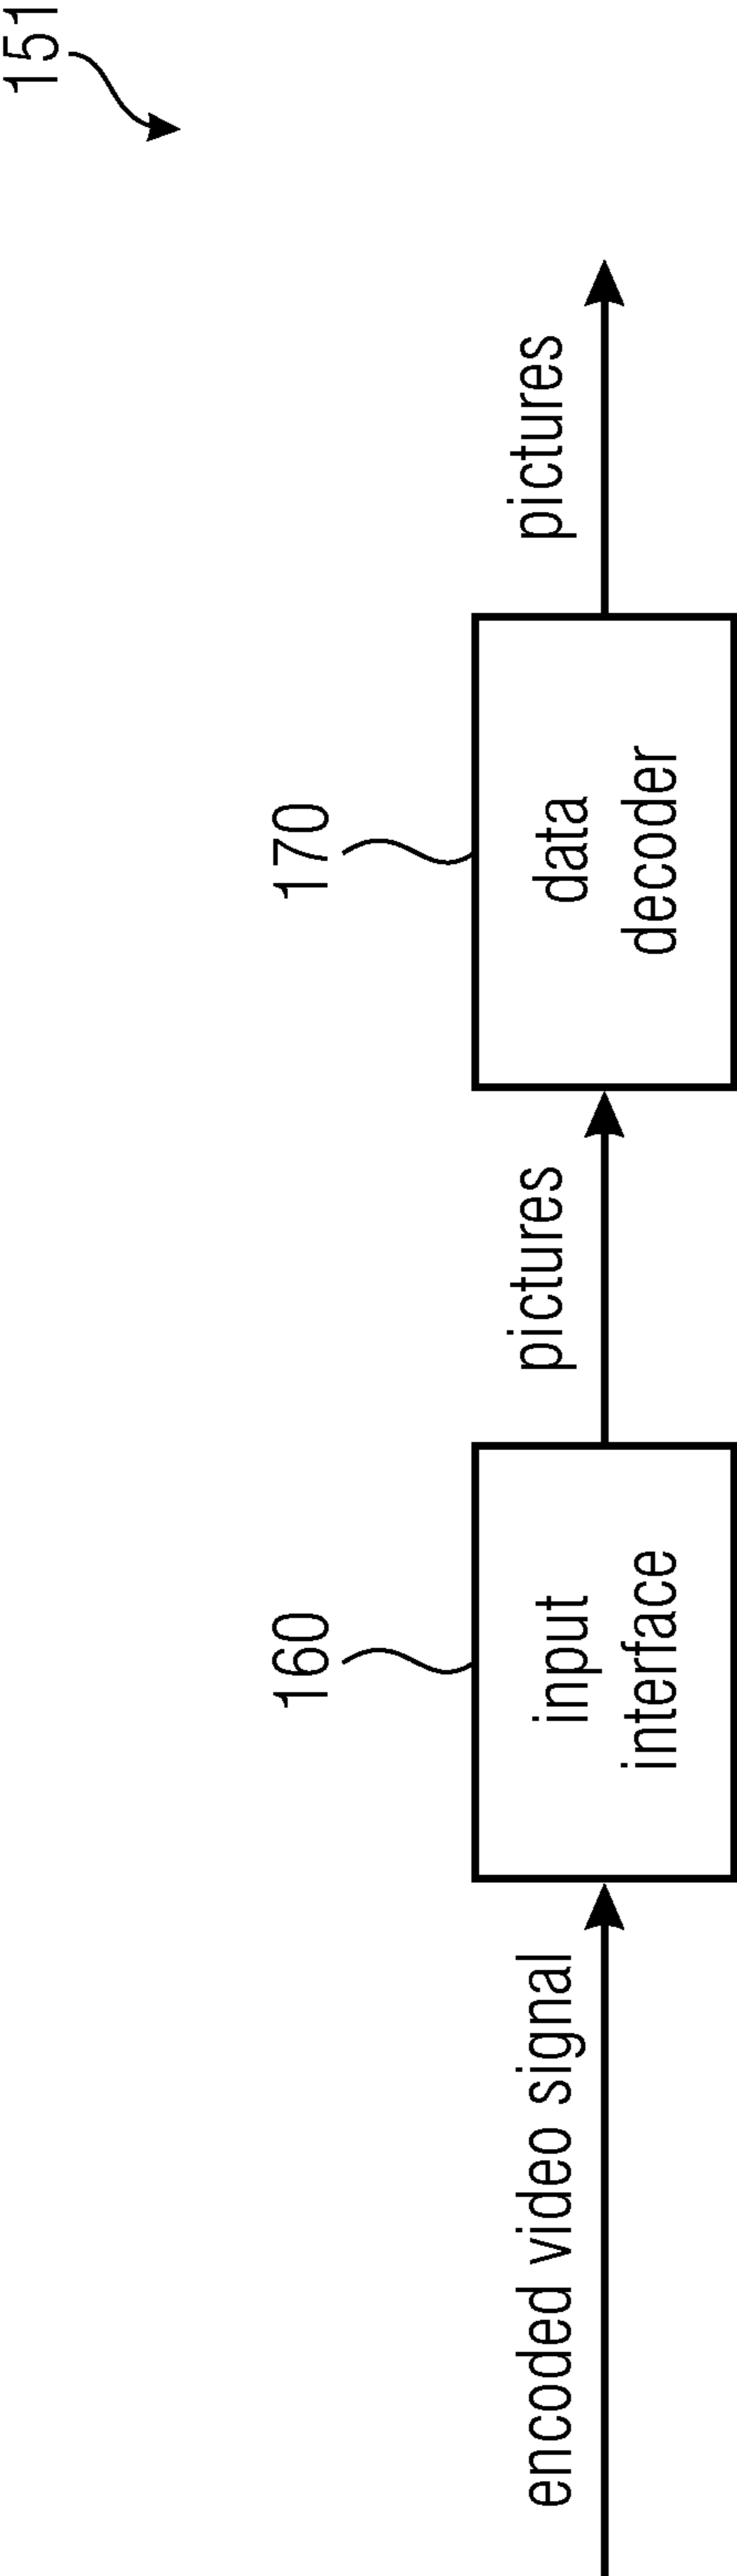 151
160
170
encoded video signal
input
interface
pictures
data
decoder
pictures